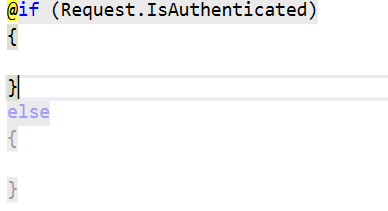 @if (Request.IsAuthenticated)
{
}
else
{
}